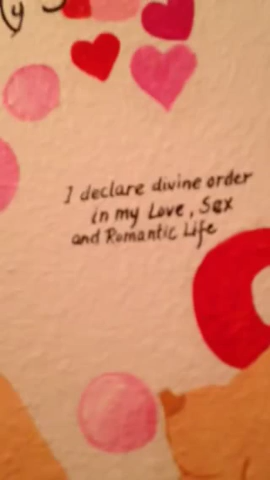 I declare divine order
in my Love, Sex
and Romantic Life